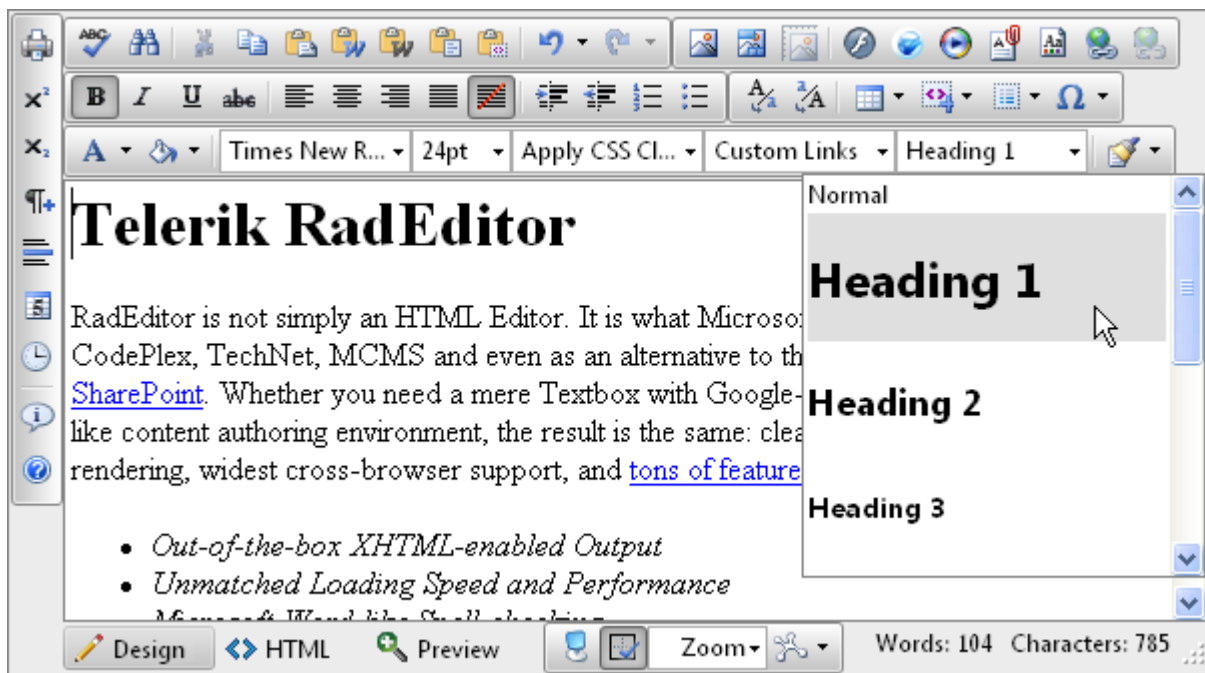 ABC
B I U abc
A Times New R... 24pt Apply CSS Cl... Custom Links Heading 1
Normal
Heading 1
Heading 2
Heading 3
Telerik RadEditor
RadEditor is not simply an HTML Editor. It is what Microso
CodePlex, TechNet, MCMS and even as an alternative to th
SharePoint. Whether you need a mere Textbox with Google-
like content authoring environment, the result is the same: clea
rendering, widest cross-browser support, and tons of feature
• Out-of-the-box XHTML-enabled Output
• Unmatched Loading Speed and Performance
Design HTML Preview Zoom Words: 104 Characters: 785